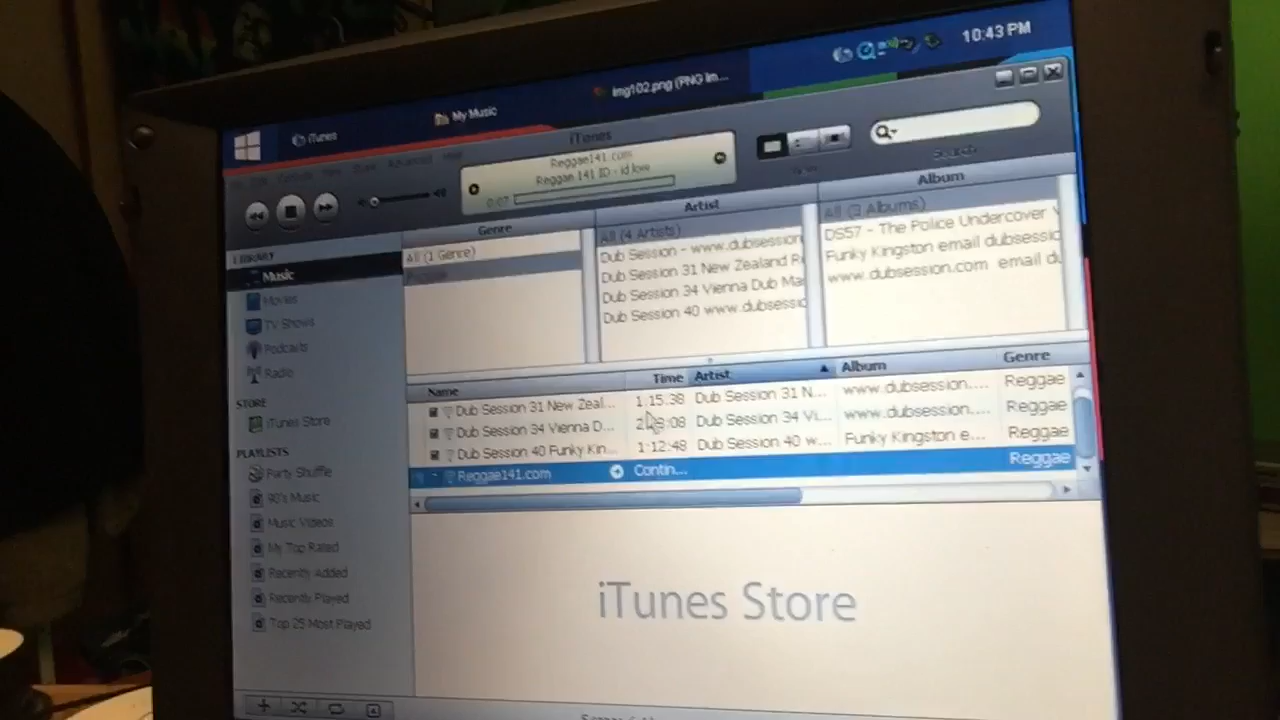 10:43 PM
iTunes
My Music
img102.png (PNG Im...
iTunes
Advanced
Reggae141.com
Reggae 141 ID - id low
0:07
Search
Genre
Artist
Album
All (1 Genre)
All (4 Artists)
Dub Session - www.dubsession
Dub Session 31 New Zealand R
Dub Session 34 Vienna Dub Ma
Dub Session 40 www.dubsessio
All (3 Albums)
DS57 - The Police Undercover
Funky Kingston email dubsessic
www.dubsession.com email du
LIBRARY
Music
Movies
TV Shows
Podcasts
Radio
STORE
iTunes Store
PLAYLISTS
Party Shuffle
90's Music
Music Videos
My Top Rated
Recently Added
Recently Played
Top 25 Most Played
Name Time Artist Album Genre
Dub Session 31 New Zeal... 1:15:38 Dub Session 31 N... www.dubsession.... Reggae
Dub Session 34 Vienna D... Dub Session 34 Vi... www.dubsession.... Reggae
Dub Session 40 Funky Kin... 1:12:48 Dub Session 40 w... Funky Kingston e... Reggae
Reggae141.com Contin... Reggae
iTunes Store